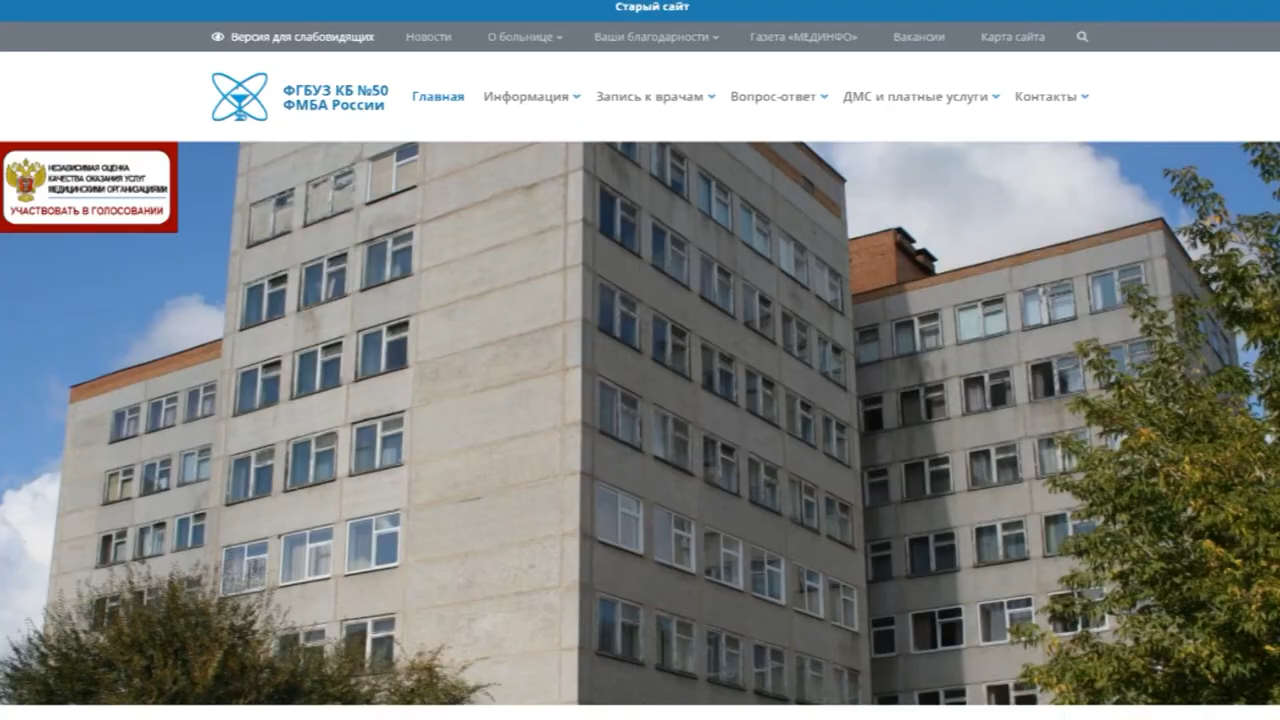 Старый сайт
Версия для слабовидящих Новости О больнице Ваши благодарности Газета «МЕДИНФО» Вакансии Карта сайта
ФГБУЗ КБ №50
ФМБА России
Главная Информация Запись к врачам Вопрос-ответ ДМС и платные услуги Контакты
НЕЗАВИСИМАЯ ОЦЕНКА
КАЧЕСТВА ОКАЗАНИЯ УСЛУГ
МЕДИЦИНСКИМИ ОРГАНИЗАЦИЯМИ
УЧАСТВОВАТЬ В ГОЛОСОВАНИИ